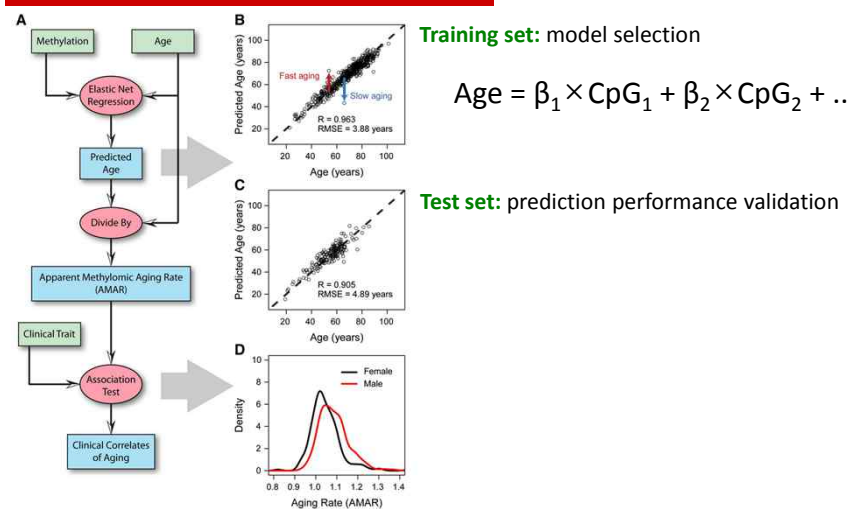 A
Methylation
Age
Elastic Net
Regression
Predicted
Age
Divide By
Apparent Methylomic Aging Rate
(AMAR)
Clinical Trait
Association
Test
Clinical Correlates
of Aging
B
Predicted Age (years)
100
80
60
40
20
Fast aging
Slow aging
R = 0.963
RMSE = 3.88 years
20 40 60 80 100
Age (years)
C
Predicted Age (years)
100
80
60
40
20
R = 0.905
RMSE = 4.89 years
20 40 60 80 100
Age (years)
D
Density
10
8
6
4
2
0
Female
Male
0.8 0.9 1.0 1.1 1.2 1.3 1.4
Aging Rate (AMAR)
Training set: model selection
Age = β₁×CpG₁ + β₂×CpG₂ + ..
Test set: prediction performance validation